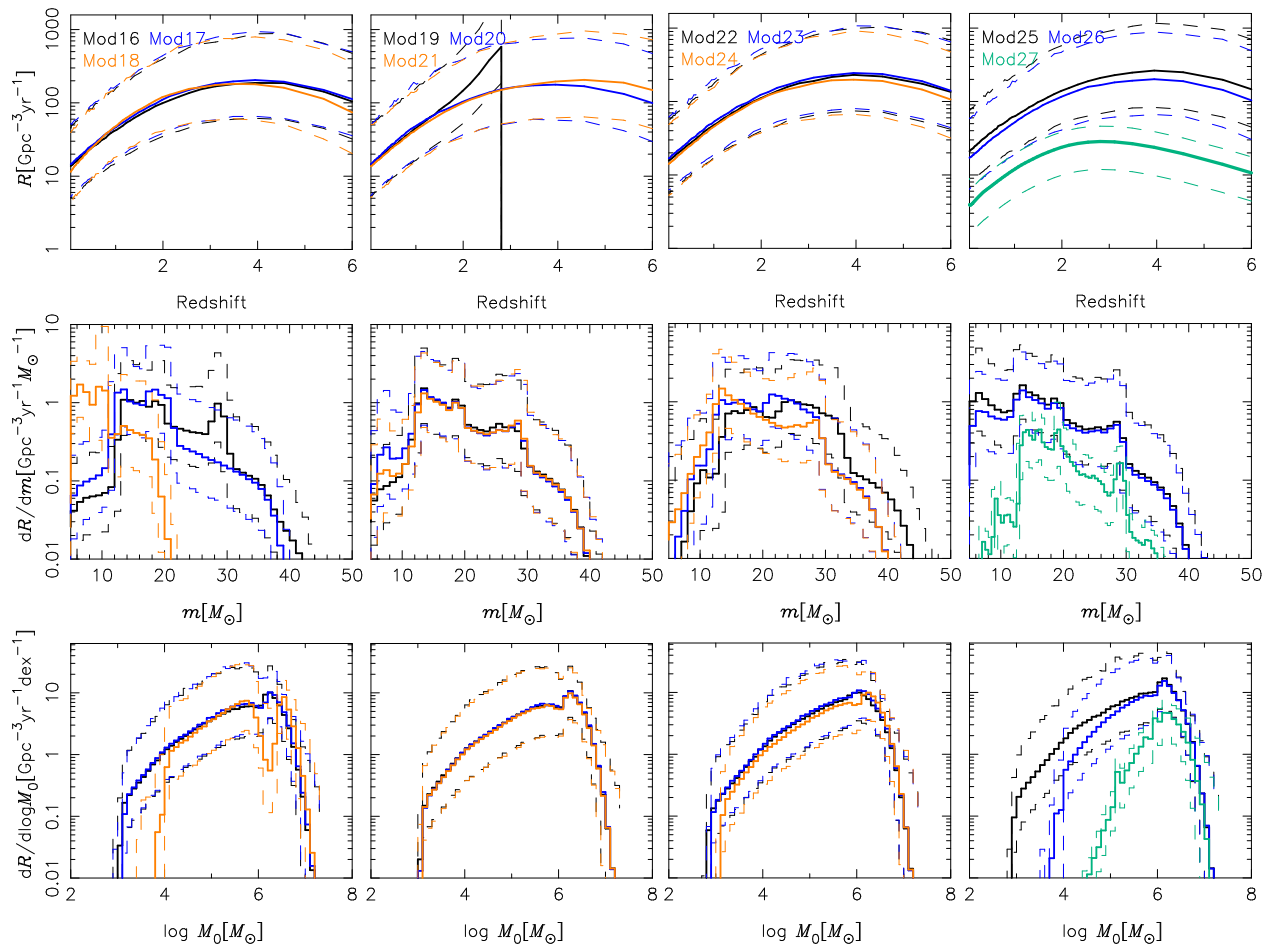 R[Gpc⁻³yr⁻¹]
1000
100
10
1
Mod16 Mod17
Mod18
Mod19 Mod20
Mod21
Mod22 Mod23
Mod24
Mod25 Mod26
Mod27
2 4 6
2 4 6
2 4 6
2 4 6
Redshift
Redshift
Redshift
Redshift
dR/dm[Gpc⁻³yr⁻¹M⊙⁻¹]
10
1
0.1
0.01
10 20 30 40 50
10 20 30 40 50
10 20 30 40 50
10 20 30 40 50
m[M⊙]
m[M⊙]
m[M⊙]
m[M⊙]
dR/dlogM₀[Gpc⁻³yr⁻¹dex⁻¹]
10
1
0.1
0.01
2 4 6 8
2 4 6 8
2 4 6 8
2 4 6 8
log M₀[M⊙]
log M₀[M⊙]
log M₀[M⊙]
log M₀[M⊙]